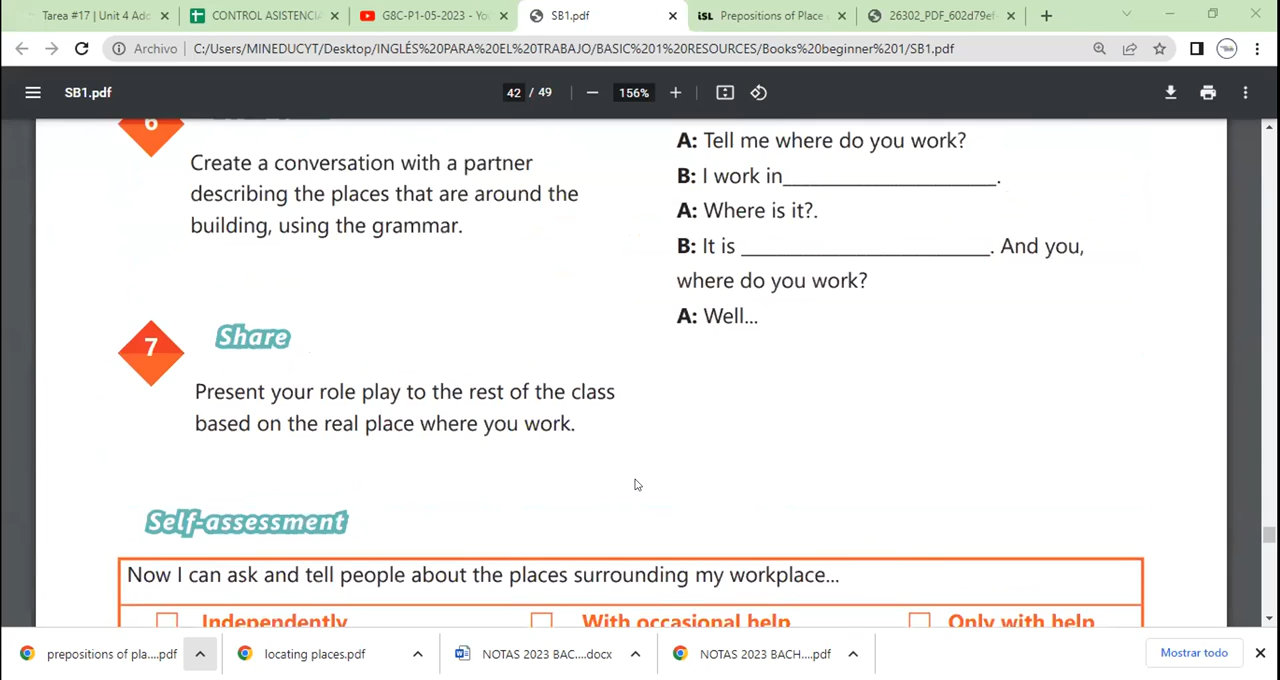 Tarea #17 | Unit 4 Add
CONTROL ASISTENCIA
G8C-P1-05-2023 - You
SB1.pdf
iSL Prepositions of Place
26302_PDF_602d79ef
Archivo | C:/Users/MINEDUCYT/Desktop/INGLÉS%20PARA%20EL%20TRABAJO/BASIC%201%20RESOURCES/Books%20beginner%201/SB1.pdf
SB1.pdf
42 / 49
156%
6
Create a conversation with a partner
describing the places that are around the
building, using the grammar.
A: Tell me where do you work?
B: I work in____________________.
A: Where is it?.
B: It is ________________________. And you,
where do you work?
A: Well...
7
Share
Present your role play to the rest of the class
based on the real place where you work.
Self-assessment
Now I can ask and tell people about the places surrounding my workplace...
Independently
With occasional help
Only with help
prepositions of pla....pdf
locating places.pdf
NOTAS 2023 BAC....docx
NOTAS 2023 BACH....pdf
Mostrar todo